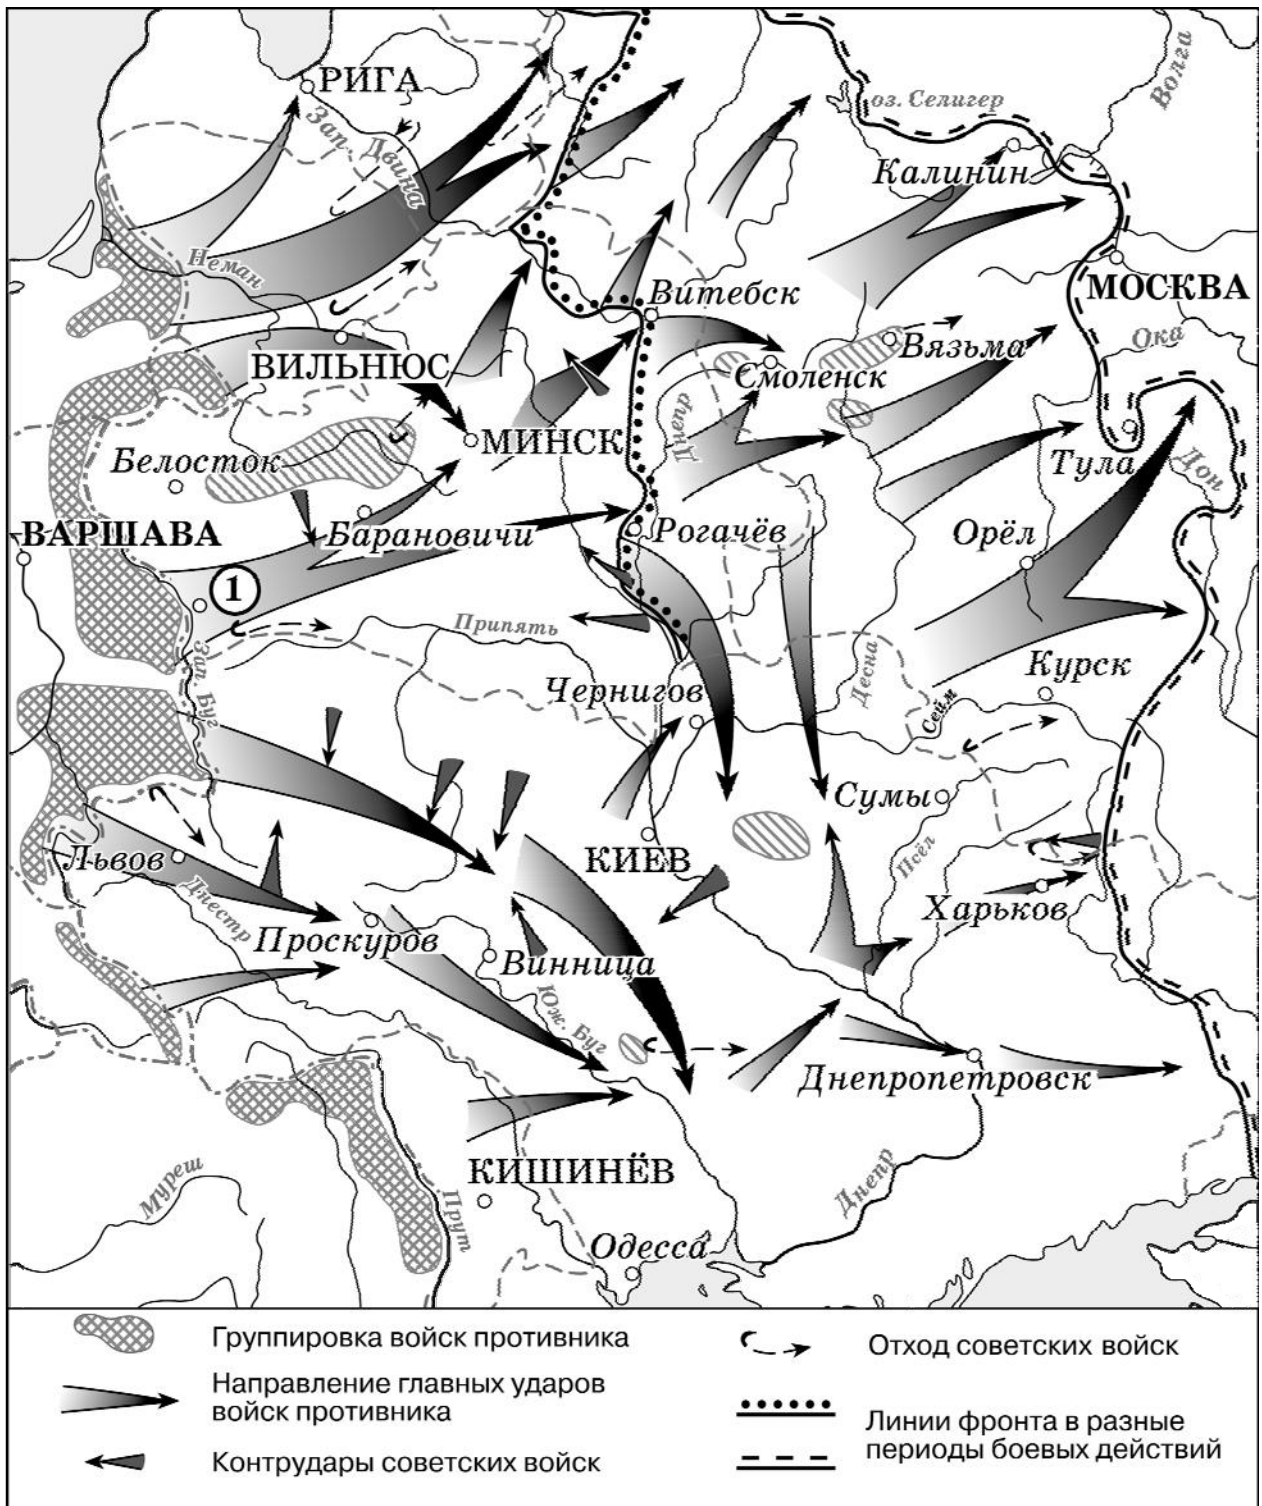 РИГА
Зап. Двина
оз. Селигер
Волга
Калинин
Неман
МОСКВА
Витебск
Ока
ВИЛЬНЮС
Вязьма
Смоленск
Днепр
МИНСК
Белосток
Тула
Дон
ВАРШАВА
Барановичи
Рогачёв
Орёл
1
Припять
Зап. Буг
Десна
Чернигов
Сейм
Курск
Сумы
Львов
КИЕВ
Псёл
Днестр
Харьков
Проскуров
Винница
Юж. Буг
Днепропетровск
КИШИНЁВ
Муреш
Прут
Днепр
Одесса
Группировка войск противника
Направление главных ударов
войск противника
Контрудары советских войск
Отход советских войск
Линии фронта в разные
периоды боевых действий